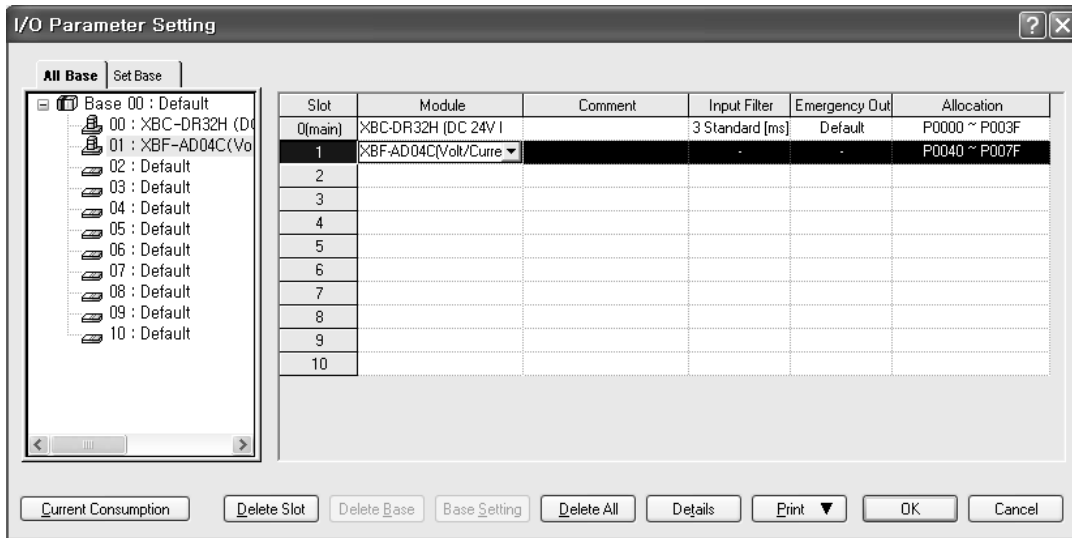 I/O Parameter Setting
All Base Set Base
Base 00 : Default
00 : XBC-DR32H (D
01 : XBF-AD04C(Vo
02 : Default
03 : Default
04 : Default
05 : Default
06 : Default
07 : Default
08 : Default
09 : Default
10 : Default
Slot Module Comment Input Filter Emergency Out Allocation
0(main) XBC-DR32H (DC 24V I 3 Standard [ms] Default P0000 ~ P003F
1 XBF-AD04C(Volt/Curre - - P0040 ~ P007F
2
3
4
5
6
7
8
9
10
Current Consumption Delete Slot Delete Base Base Setting Delete All Details Print ▼ OK Cancel